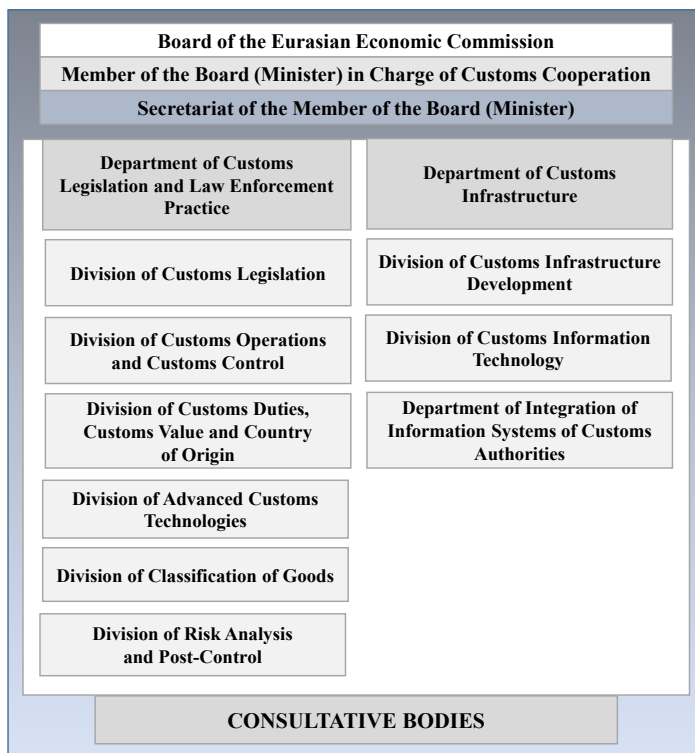 Board of the Eurasian Economic Commission
Member of the Board (Minister) in Charge of Customs Cooperation
Secretariat of the Member of the Board (Minister)
Department of Customs
Legislation and Law Enforcement
Practice
Division of Customs Legislation
Division of Customs Operations
and Customs Control
Division of Customs Duties,
Customs Value and Country
of Origin
Division of Advanced Customs
Technologies
Division of Classification of Goods
Division of Risk Analysis
and Post-Control
Department of Customs
Infrastructure
Division of Customs Infrastructure
Development
Division of Customs Information
Technology
Department of Integration of
Information Systems of Customs
Authorities
CONSULTATIVE BODIES